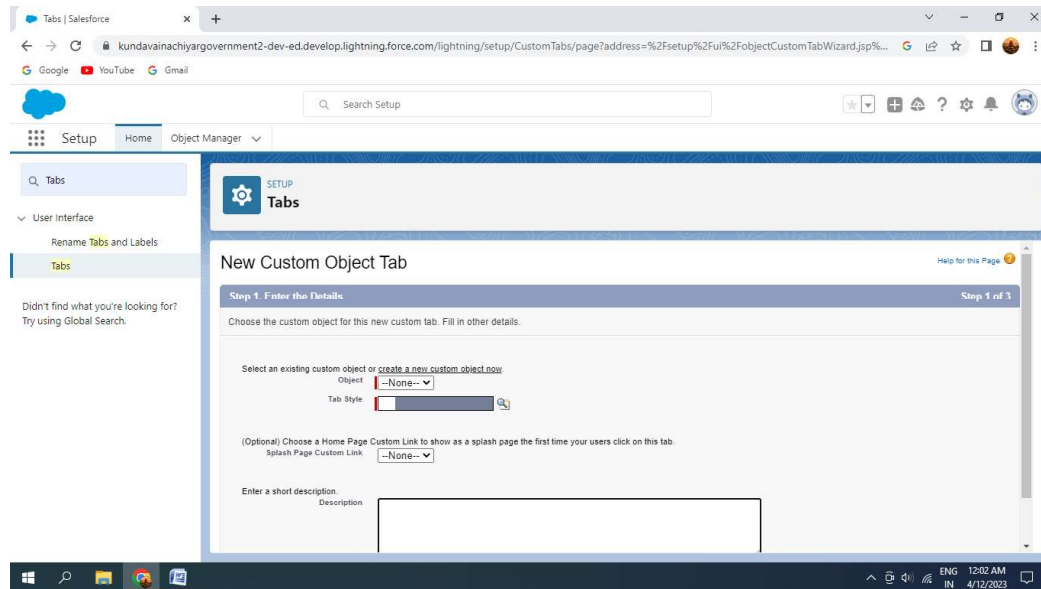 Tabs | Salesforce
kundavainachiyargovernment2-dev-ed.develop.lightning.force.com/lightning/setup/CustomTabs/page?address=%2Fsetup%2Fui%2FobjectCustomTabWizard.jsp%...
Google YouTube Gmail
Search Setup
Setup Home Object Manager
Tabs
User Interface
Rename Tabs and Labels
Tabs
Didn't find what you're looking for?
Try using Global Search.
SETUP
Tabs
New Custom Object Tab
Help for this Page
Step 1. Enter the Details
Step 1 of 3
Choose the custom object for this new custom tab. Fill in other details.
Select an existing custom object or create a new custom object now.
Object --None--
Tab Style
(Optional) Choose a Home Page Custom Link to show as a splash page the first time your users click on this tab.
Splash Page Custom Link --None--
Enter a short description.
Description
ENG 12:02 AM
IN 4/12/2023